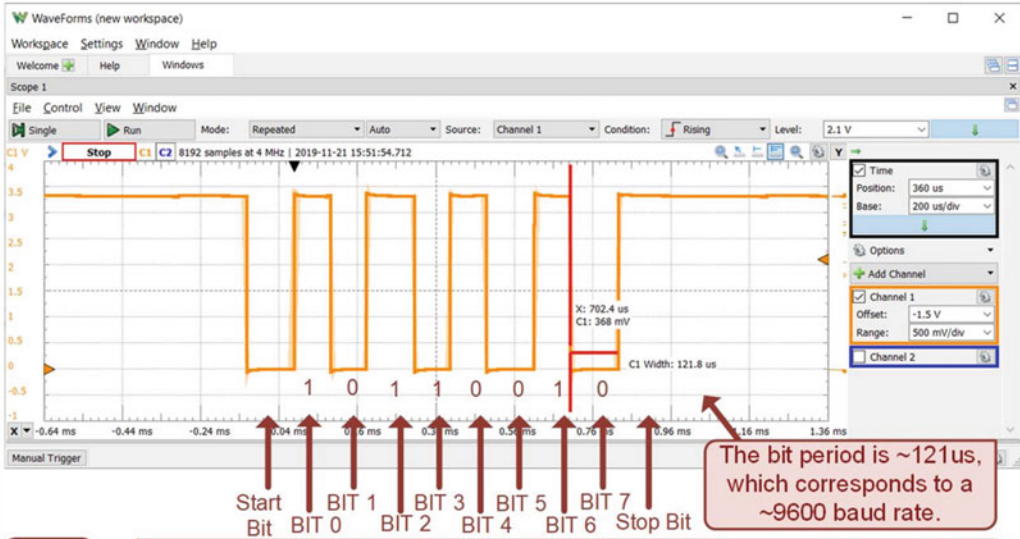 WaveForms (new workspace)
Workspace Settings Window Help
Welcome Help Windows
Scope 1
File Control View Window
Single Run Mode: Repeated Auto Source: Channel 1 Condition: Rising Level: 2.1 V
C1 V Stop C1 C2 8192 samples at 4 MHz | 2019-11-21 15:51:54.712 Y
4
3.5
3
2.5
2
1.5
1
0.5
0
-0.5
-1
Time
Position: 360 us
Base: 200 us/div
Options
Add Channel
Channel 1
Offset: -1.5 V
Range: 500 mV/div
Channel 2
X: 702.4 us
C1: 368 mV
C1 Width: 121.8 us
1 0 1 1 0 0 1 0
X -0.64 ms -0.44 ms -0.24 ms ms 0.96 ms 1.36 ms
Manual Trigger
Start Bit
BIT 0
BIT 1
BIT 2
BIT 3
BIT 4
BIT 5
BIT 6
BIT 7
Stop Bit
The bit period is ~121us,
which corresponds to a
~9600 baud rate.